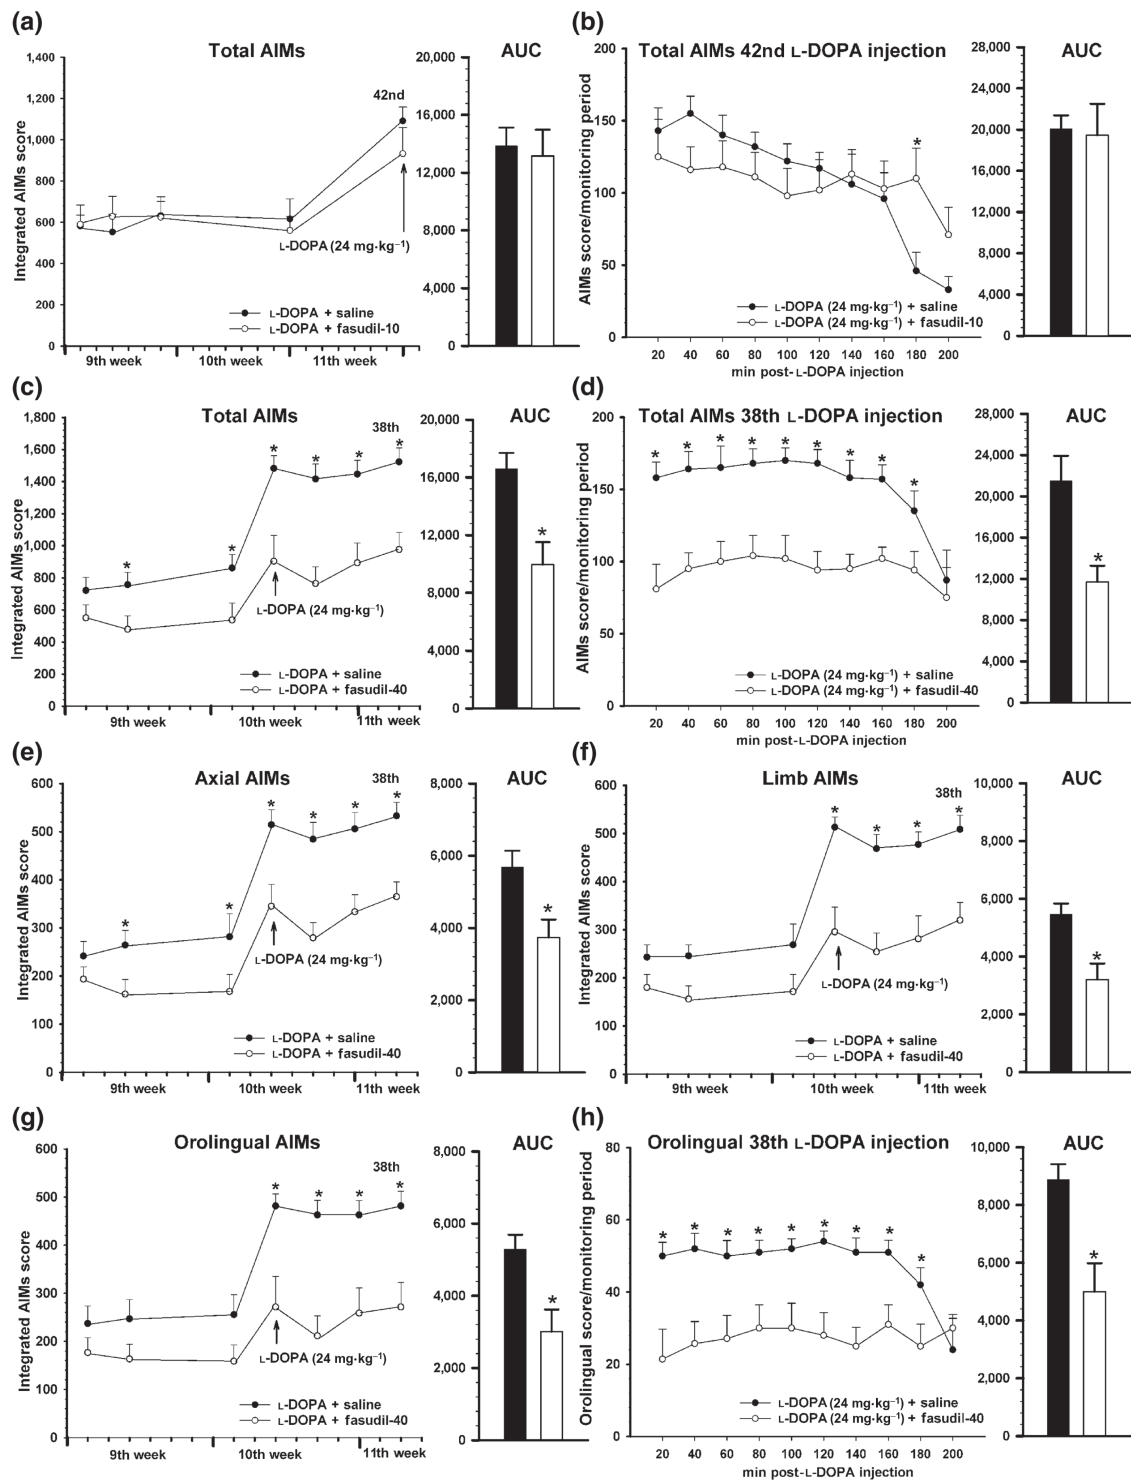 (a)
Total AIMs
AUC
Integrated AIMs score
1,400
1,200
1,000
800
600
400
200
0
42nd
L-DOPA (24 mg·kg⁻¹)
L-DOPA + saline
L-DOPA + fasudil-10
9th week 10th week 11th week
20,000
16,000
12,000
8,000
4,000
0
(b)
Total AIMs 42nd L-DOPA injection
AUC
AIMs score/monitoring period
200
150
100
50
0
*
L-DOPA (24 mg·kg⁻¹) + saline
L-DOPA (24 mg·kg⁻¹) + fasudil-10
20 40 60 80 100 120 140 160 180 200
min post-L-DOPA injection
28,000
24,000
20,000
16,000
12,000
8,000
4,000
0
(c)
Total AIMs
AUC
Integrated AIMs score
1,800
1,600
1,400
1,200
1,000
800
600
400
200
0
38th
* * * * * *
L-DOPA (24 mg·kg⁻¹)
L-DOPA + saline
L-DOPA + fasudil-40
9th week 10th week 11th week
20,000
16,000
12,000
8,000
4,000
0
*
(d)
Total AIMs 38th L-DOPA injection
AUC
AIMs score/monitoring period
200
150
100
50
0
* * * * * * * * *
L-DOPA (24 mg·kg⁻¹) + saline
L-DOPA (24 mg·kg⁻¹) + fasudil-40
20 40 60 80 100 120 140 160 180 200
min post-L-DOPA injection
28,000
24,000
20,000
16,000
12,000
8,000
4,000
0
*
(e)
Axial AIMs
AUC
Integrated AIMs score
600
500
400
300
200
100
0
38th
* * * * * *
L-DOPA (24 mg·kg⁻¹)
L-DOPA + saline
L-DOPA + fasudil-40
9th week 10th week 11th week
8,000
6,000
4,000
2,000
0
*
(f)
Limb AIMs
AUC
Integrated AIMs score
600
500
400
300
200
100
0
38th
* * * *
L-DOPA (24 mg·kg⁻¹)
L-DOPA + saline
L-DOPA + fasudil-40
9th week 10th week 11th week
10,000
8,000
6,000
4,000
2,000
0
*
(g)
Orolingual AIMs
AUC
Integrated AIMs score
600
500
400
300
200
100
0
38th
* * * *
L-DOPA (24 mg·kg⁻¹)
L-DOPA + saline
L-DOPA + fasudil-40
9th week 10th week 11th week
8,000
6,000
4,000
2,000
0
*
(h)
Orolingual 38th L-DOPA injection
AUC
Orolingual score/monitoring period
80
60
40
20
0
* * * * * * * * *
L-DOPA (24 mg·kg⁻¹) + saline
L-DOPA (24 mg·kg⁻¹) + fasudil-40
20 40 60 80 100 120 140 160 180 200
min post-L-DOPA injection
10,000
8,000
6,000
4,000
2,000
0
*